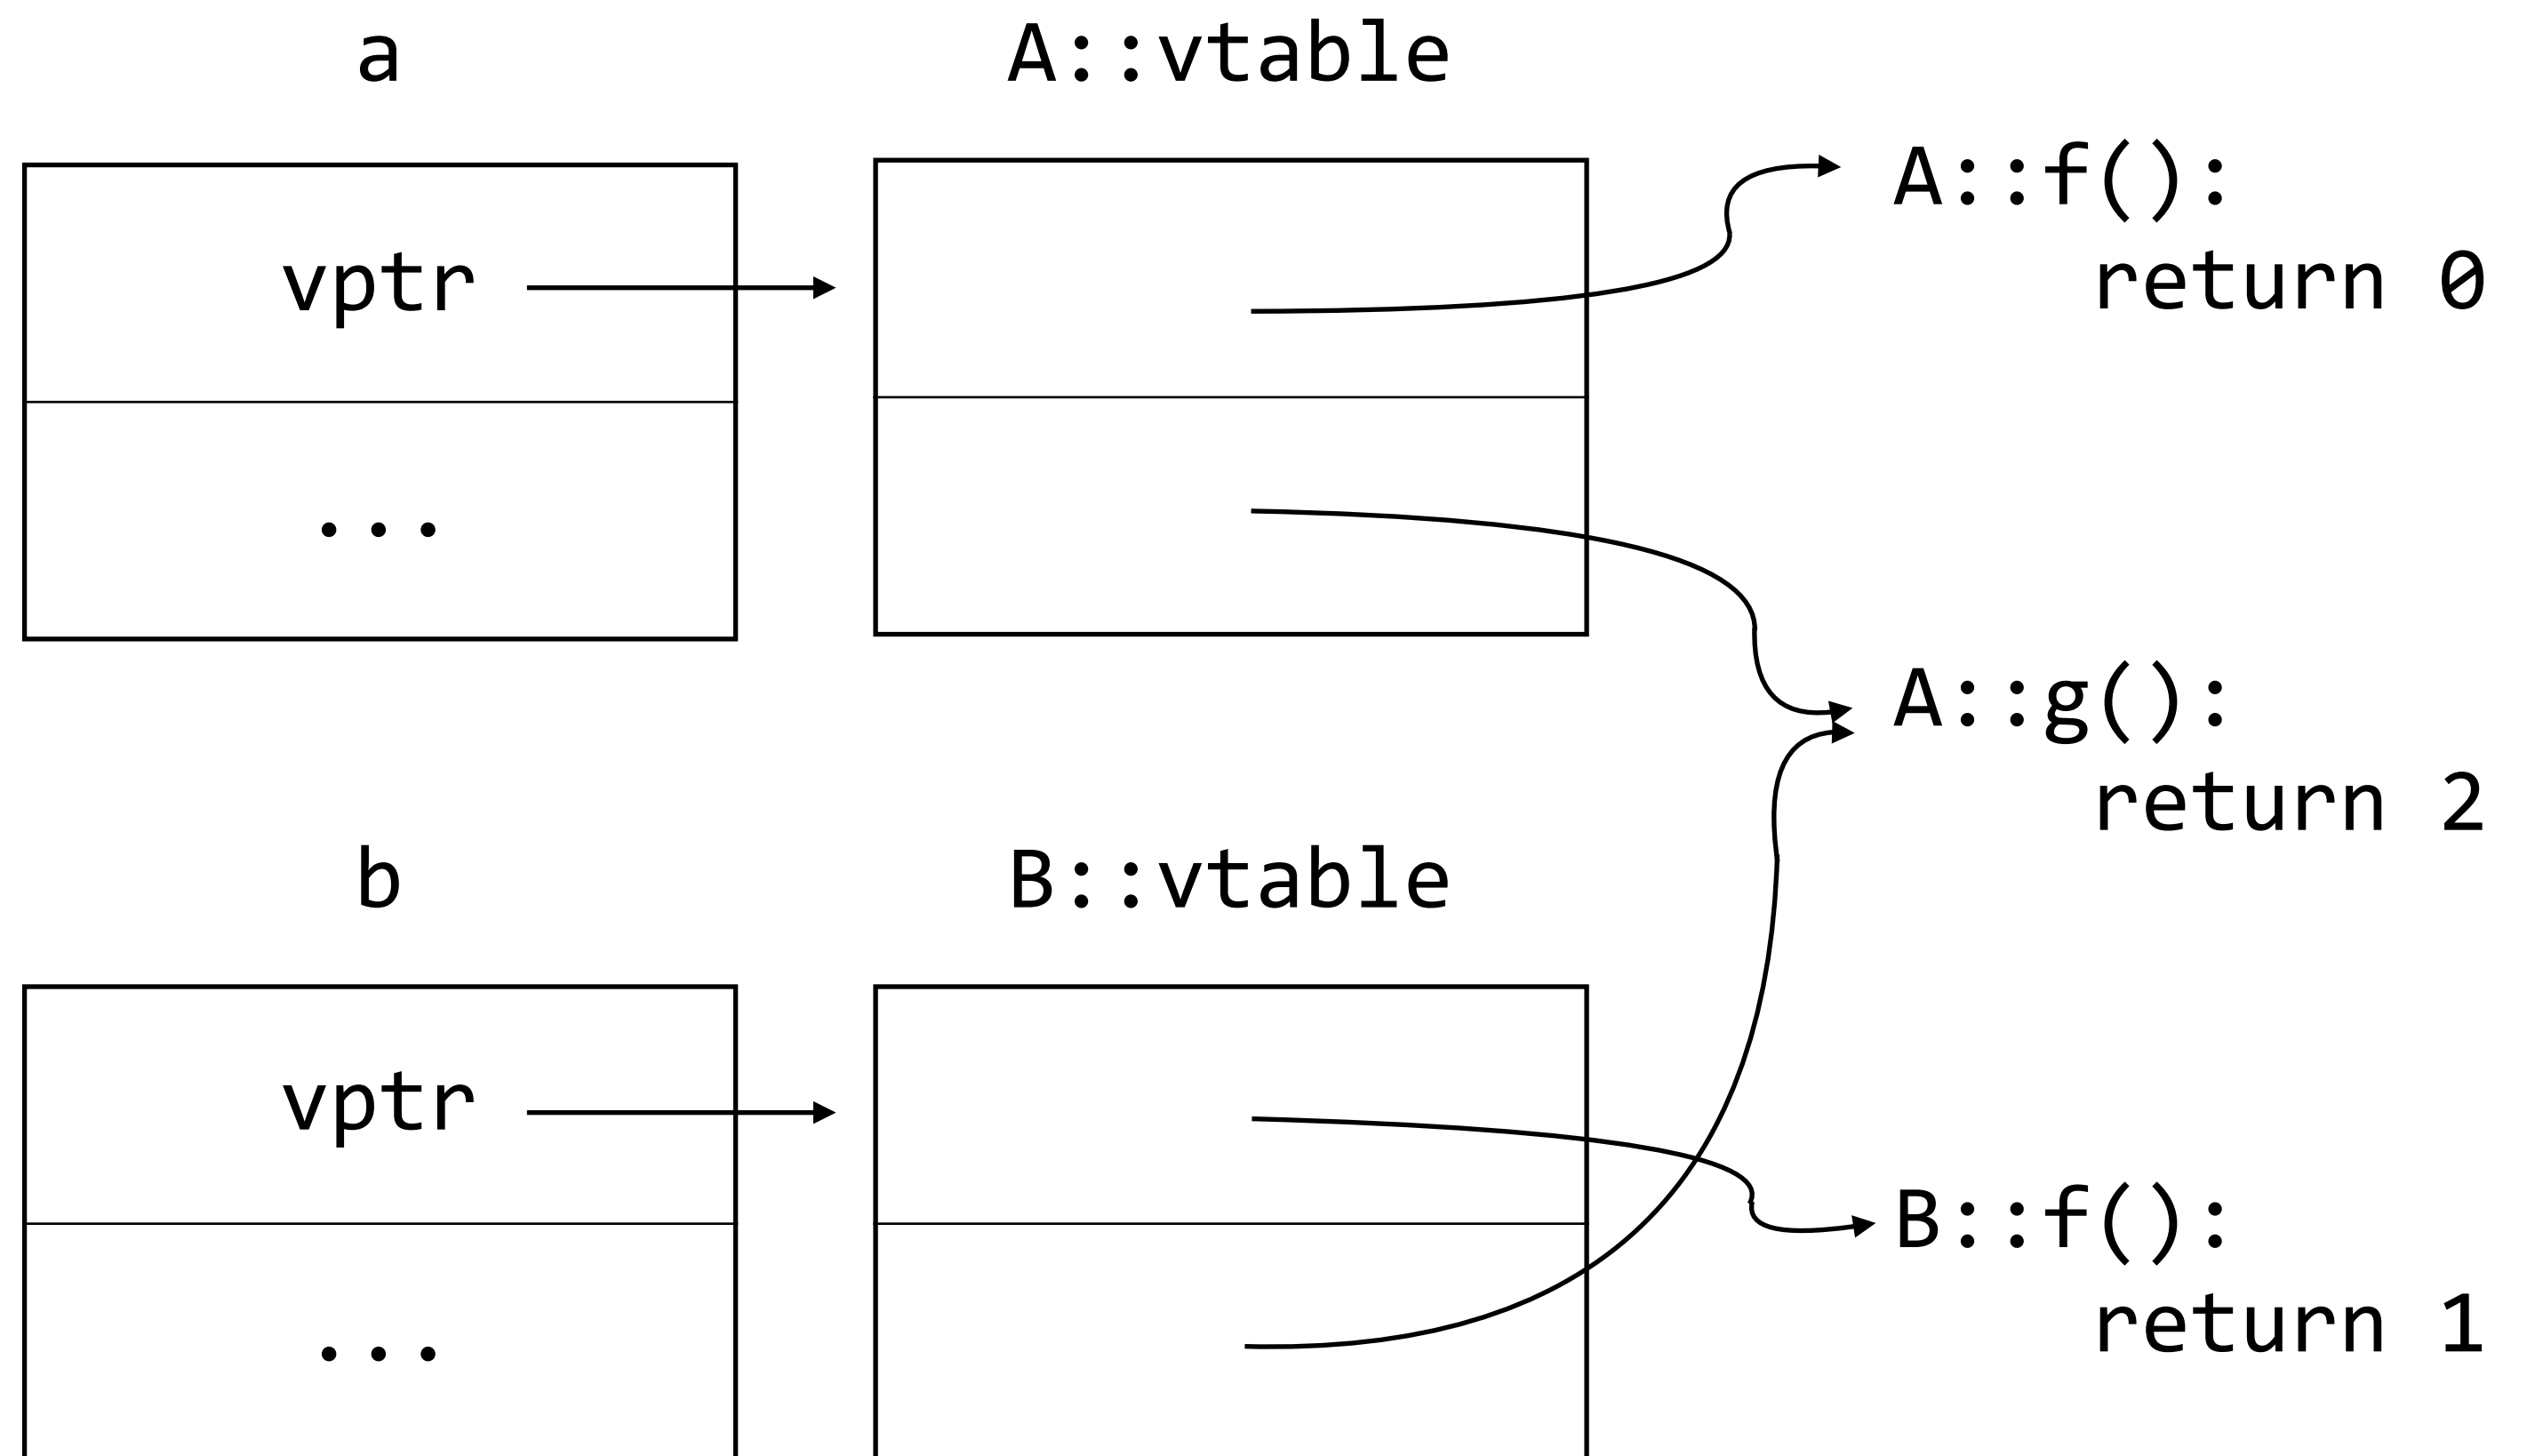 a
A::vtable
A::f():
return 0
vptr
...
A::g():
return 2
b
B::vtable
vptr
B::f():
return 1
...